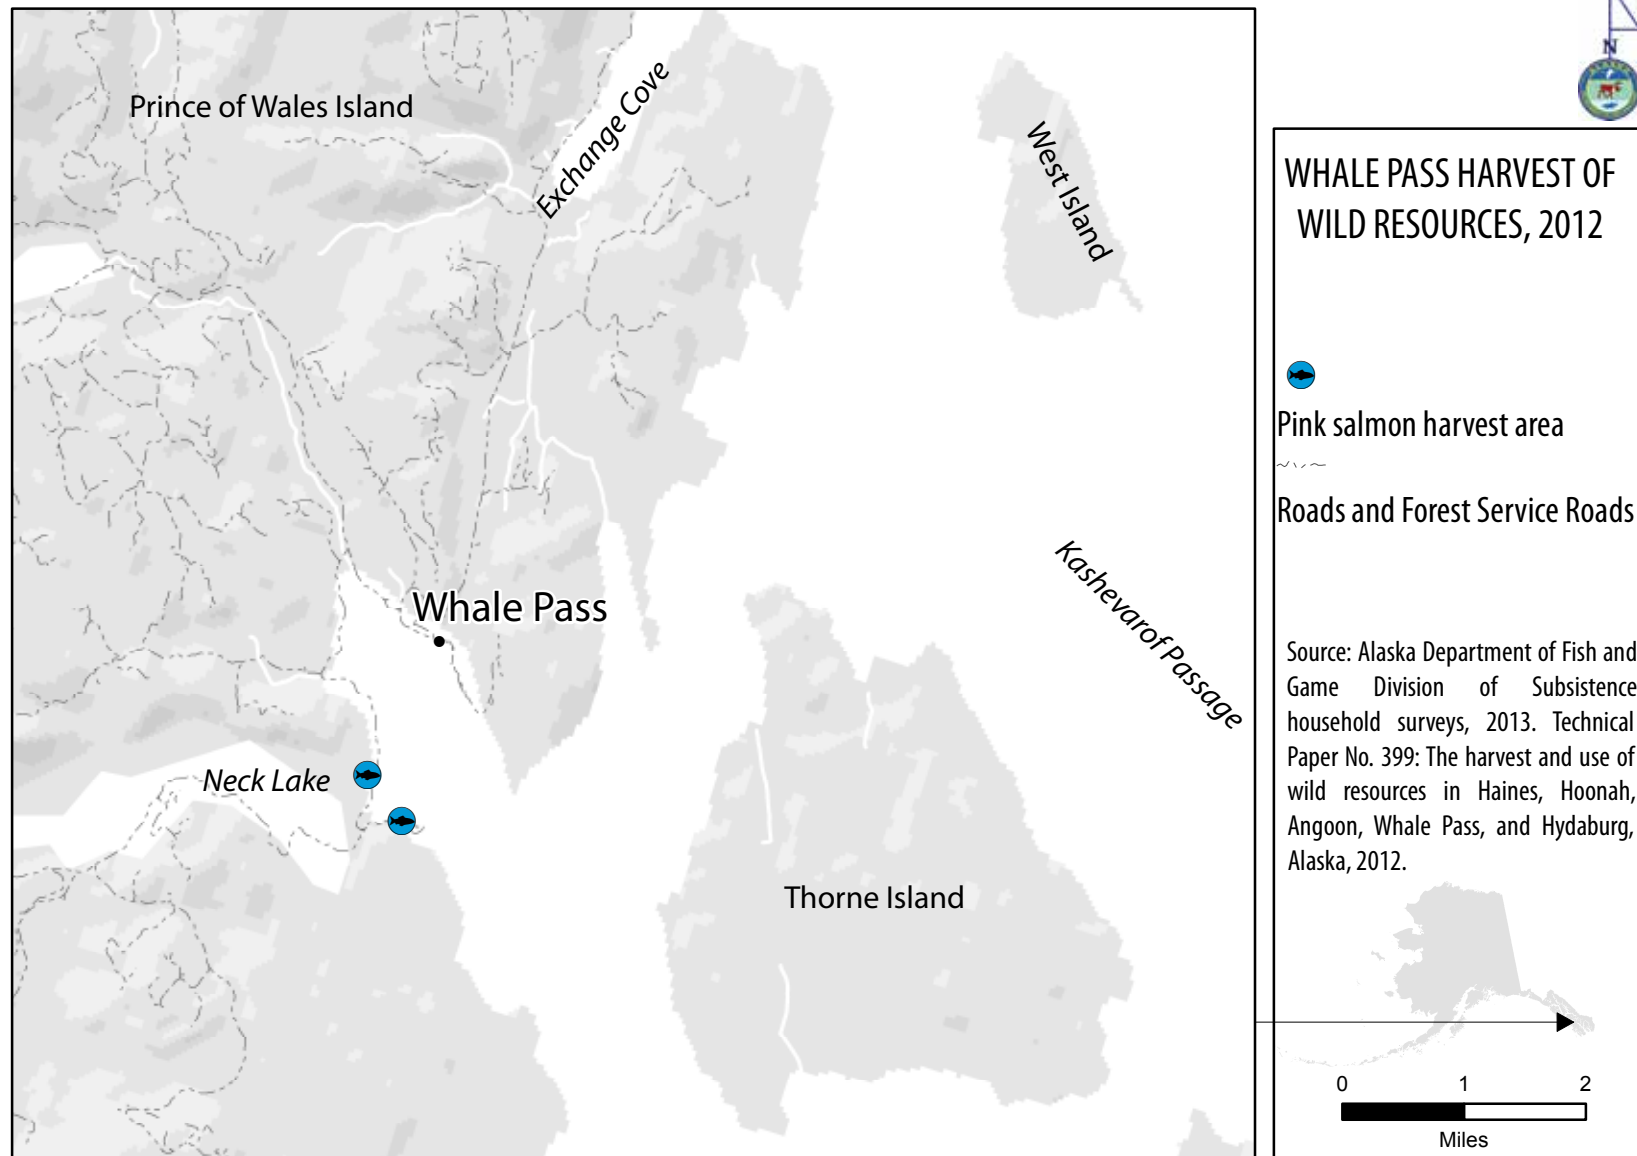 Prince of Wales Island
Exchange Cove
West Island
Whale Pass
Kashevarof Passage
Neck Lake
Thorne Island
N
WHALE PASS HARVEST OF
WILD RESOURCES, 2012
Pink salmon harvest area
Roads and Forest Service Roads
Source: Alaska Department of Fish and
Game Division of Subsistence
household surveys, 2013. Technical
Paper No. 399: The harvest and use of
wild resources in Haines, Hoonah,
Angoon, Whale Pass, and Hydaburg,
Alaska, 2012.
0 1 2
Miles